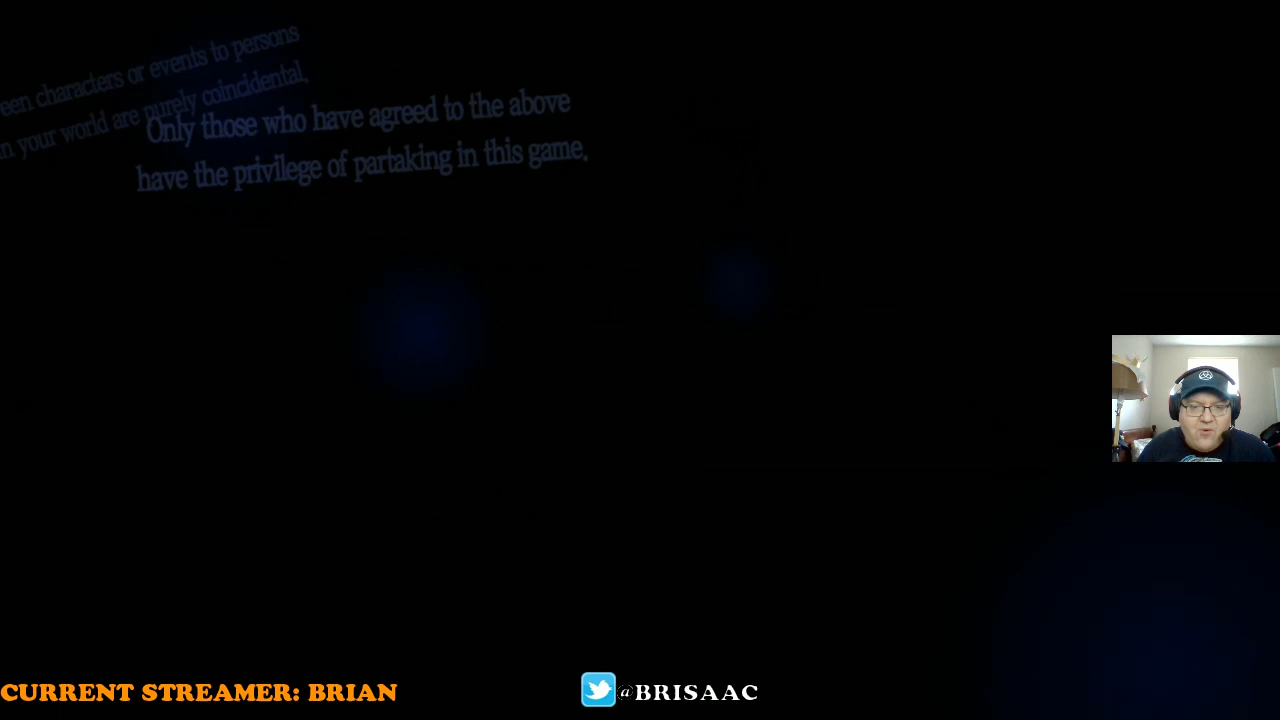 een characters or events to persons
n your world are purely coincidental.
Only those who have agreed to the above
have the privilege of partaking in this game.
CURRENT STREAMER: BRIAN
@BRISAAC